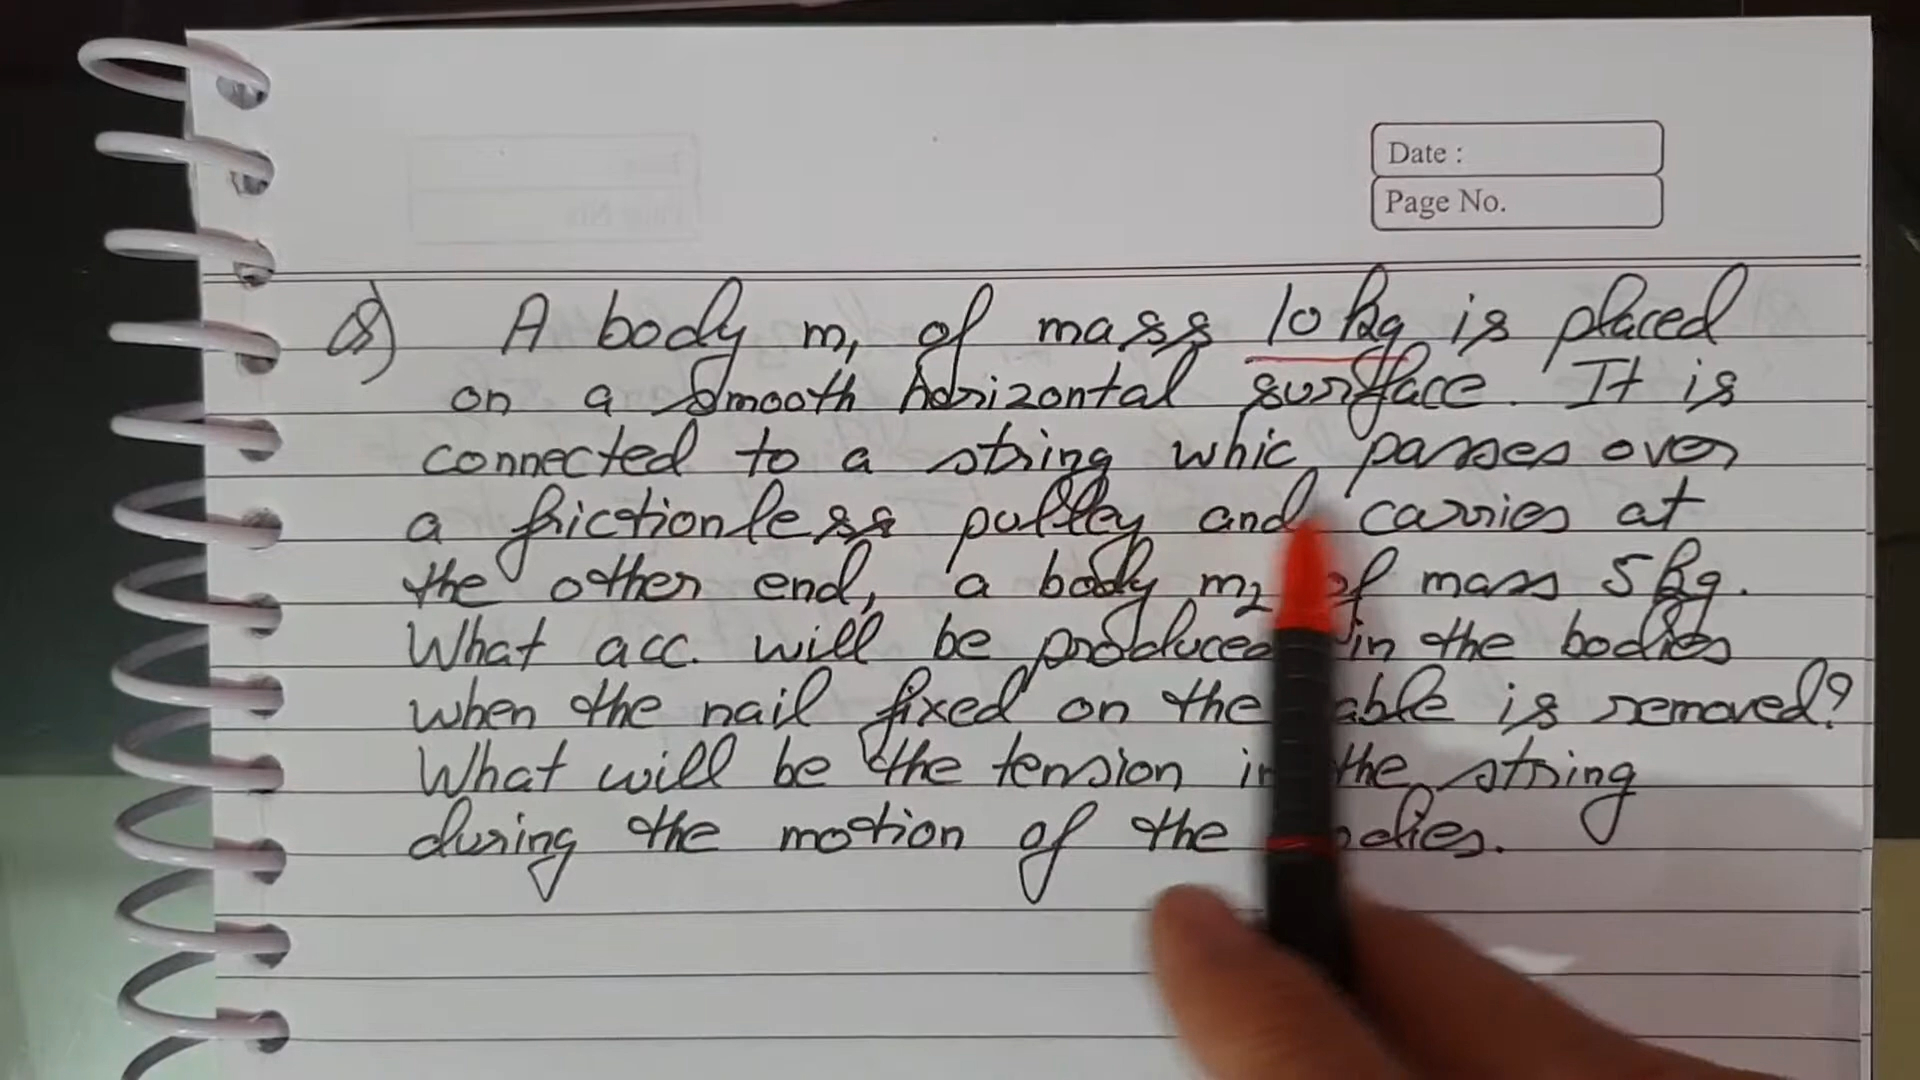 Date :
Page No.
Q) A body m₁ of mass 10 kg is placed
on a smooth horizontal surface. It is
connected to a string whic passes over
a frictionless pulley and carries at
the other end, a body m₂ of mass 5 kg.
What acc. will be produced in the bodies
when the nail fixed on the table is removed?
What will be the tension in the string
during the motion of the bodies.